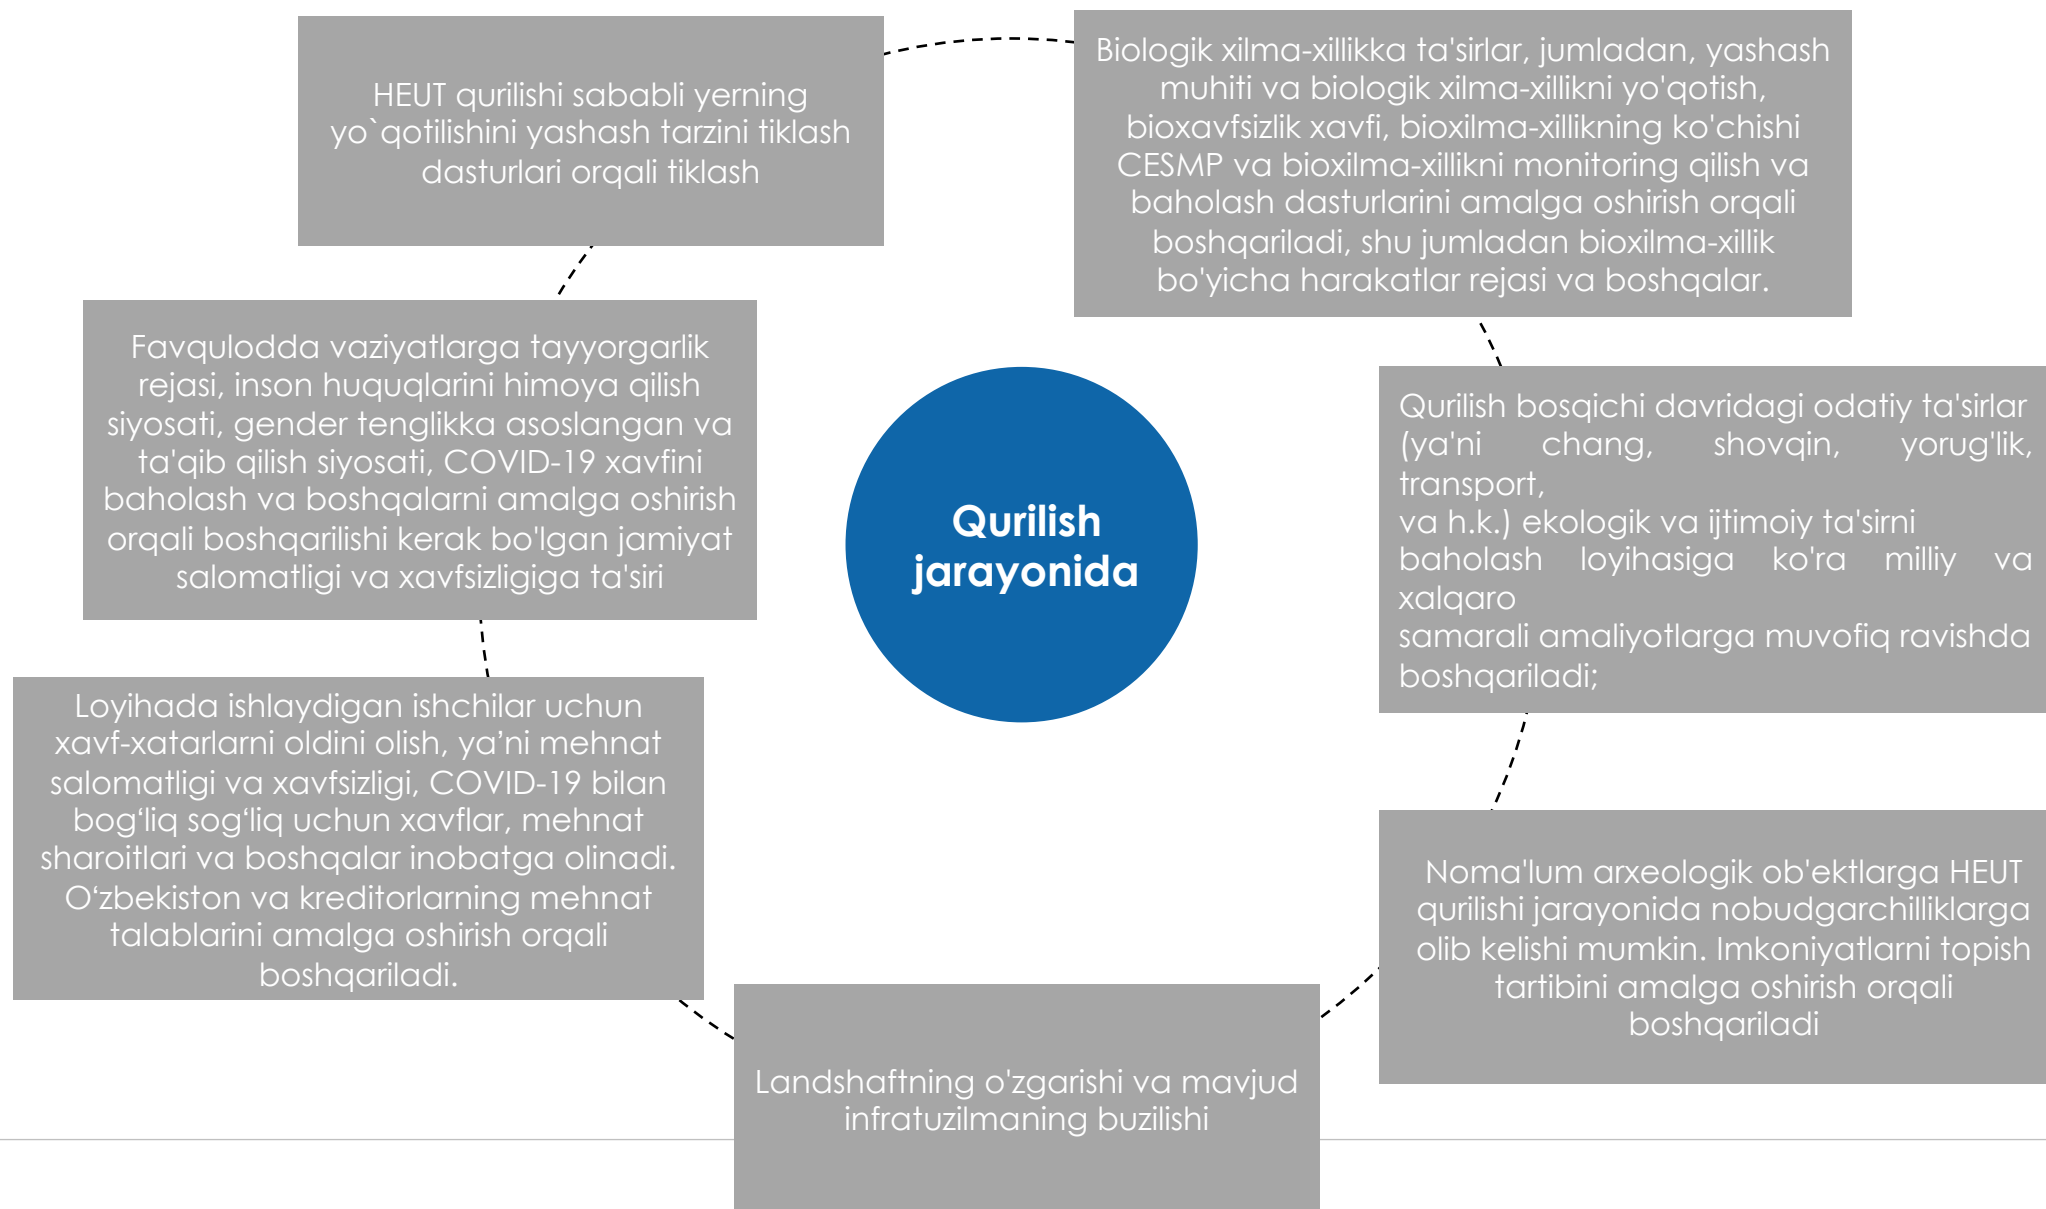 HEUT qurilishi sababli yerning
yo`qotilishini yashash tarzini tiklash
dasturlari orqali tiklash
Biologik xilma-xillikka ta'sirlar, jumladan, yashash
muhiti va biologik xilma-xillikni yo'qotish,
bioxavfsizlik xavfi, bioxilma-xillikning ko'chishi
CESMP va bioxilma-xillikni monitoring qilish va
baholash dasturlarini amalga oshirish orqali
boshqariladi, shu jumladan bioxilma-xillik
bo'yicha harakatlar rejasi va boshqalar.
Favqulodda vaziyatlarga tayyorgarlik
rejasi, inson huquqlarini himoya qilish
siyosati, gender tenglikka asoslangan va
ta'qib qilish siyosati, COVID-19 xavfini
baholash va boshqalarni amalga oshirish
orqali boshqarilishi kerak bo'lgan jamiyat
salomatligi va xavfsizligiga ta'siri
Qurilish
jarayonida
Qurilish bosqichi davridagi odatiy ta'sirlar
(ya'ni chang, shovqin, yorug'lik,
transport,
va h.k.) ekologik va ijtimoiy ta'sirni
baholash loyihasiga ko'ra milliy va
xalqaro
samarali amaliyotlarga muvofiq ravishda
boshqariladi;
Loyihada ishlaydigan ishchilar uchun
xavf-xatarlarni oldini olish, ya’ni mehnat
salomatligi va xavfsizligi, COVID-19 bilan
bog‘liq sog‘liq uchun xavflar, mehnat
sharoitlari va boshqalar inobatga olinadi.
O‘zbekiston va kreditorlarning mehnat
talablarini amalga oshirish orqali
boshqariladi.
Noma'lum arxeologik ob'ektlarga HEUT
qurilishi jarayonida nobudgarchilliklarga
olib kelishi mumkin. Imkoniyatlarni topish
tartibini amalga oshirish orqali
boshqariladi
Landshaftning o'zgarishi va mavjud
infratuzilmaning buzilishi